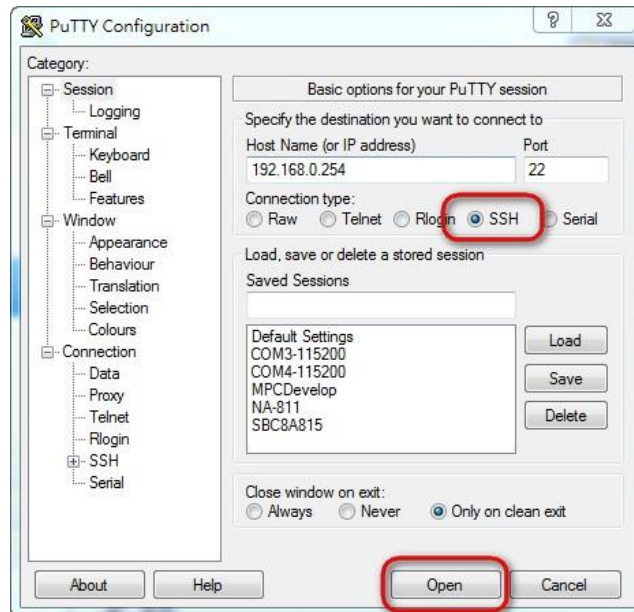 PuTTY Configuration
Category:
Session
Logging
Terminal
Keyboard
Bell
Features
Window
Appearance
Behaviour
Translation
Selection
Colours
Connection
Data
Proxy
Telnet
Rlogin
SSH
Serial
Basic options for your PuTTY session
Specify the destination you want to connect to
Host Name (or IP address) Port
192.168.0.254 22
Connection type:
Raw Telnet Rlogin SSH Serial
Load, save or delete a stored session
Saved Sessions
Default Settings
COM3-115200
COM4-115200
MPCDevelop
NA-811
SBC8A815
Load
Save
Delete
Close window on exit:
Always Never Only on clean exit
About Help Open Cancel